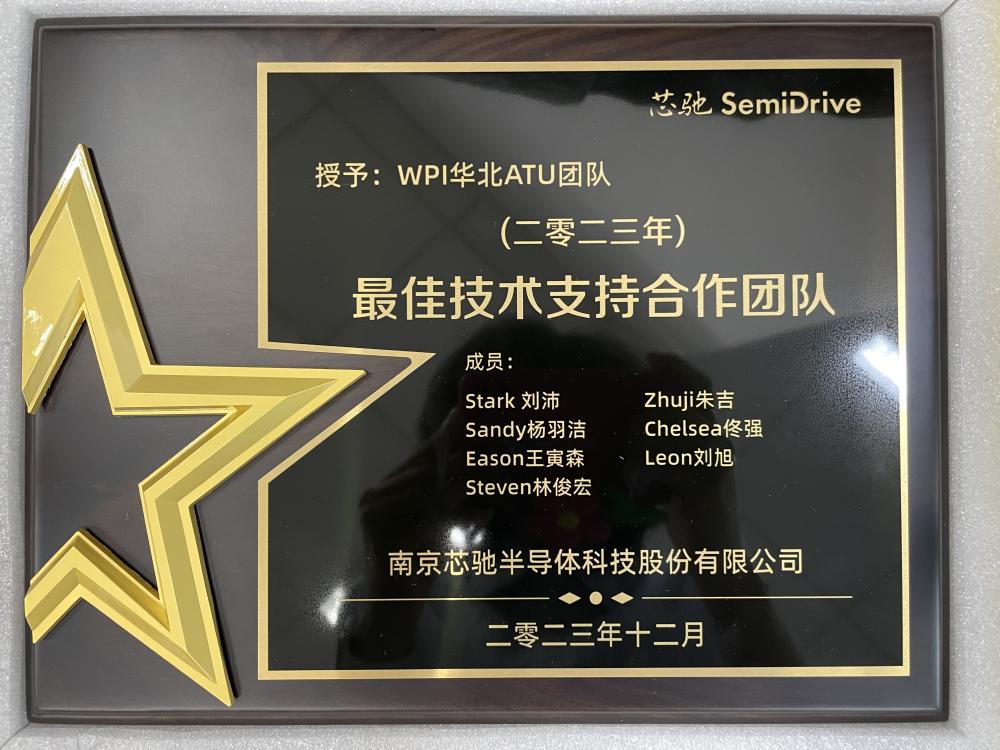 芯驰 SemiDrive
授予：WPI华北ATU团队
(二零二三年)
最佳技术支持合作团队
成员：
Stark 刘沛
Zhuji朱吉
Sandy杨羽洁
Chelsea佟强
Eason王寅森
Leon刘旭
Steven林俊宏
南京芯驰半导体科技股份有限公司
二零二三年十二月